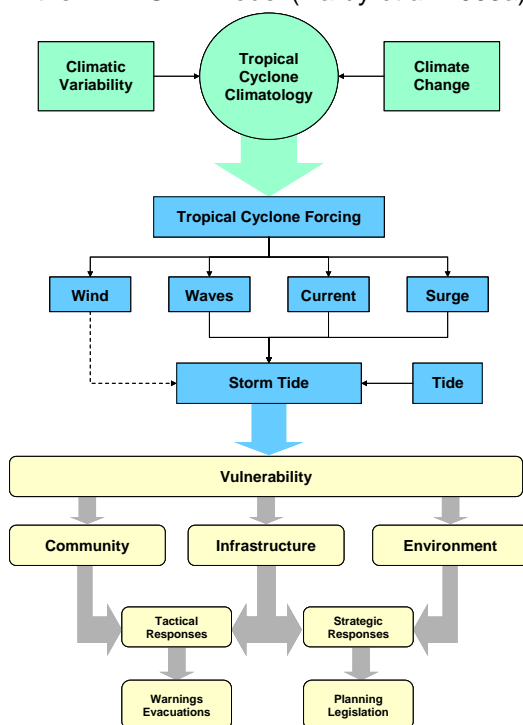 Climatic
Variability
Tropical
Cyclone
Climatology
Climate
Change
Tropical Cyclone Forcing
Wind
Waves
Current
Surge
Storm Tide
Tide
Vulnerability
Community
Infrastructure
Environment
Tactical
Responses
Strategic
Responses
Warnings
Evacuations
Planning
Legislation